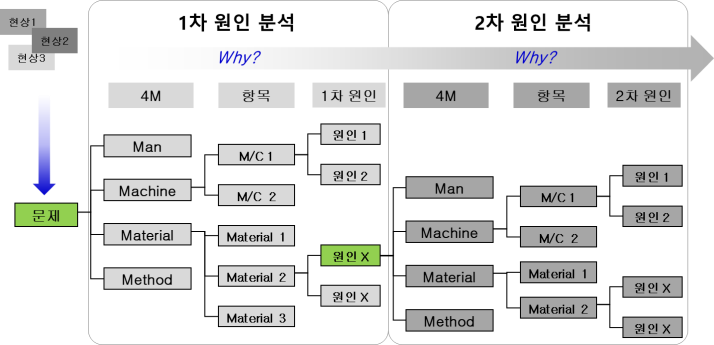 현상1
현상2
현상3
1차 원인 분석
2차 원인 분석
Why?
Why?
4M
항목
1차 원인
4M
항목
2차 원인
문제
Man
Machine
Material
Method
M/C 1
M/C 2
Material 1
Material 2
Material 3
원인 1
원인 2
원인 X
원인 X
Man
Machine
Material
Method
M/C 1
M/C 2
Material 1
Material 2
원인 1
원인 2
원인 X
원인 X